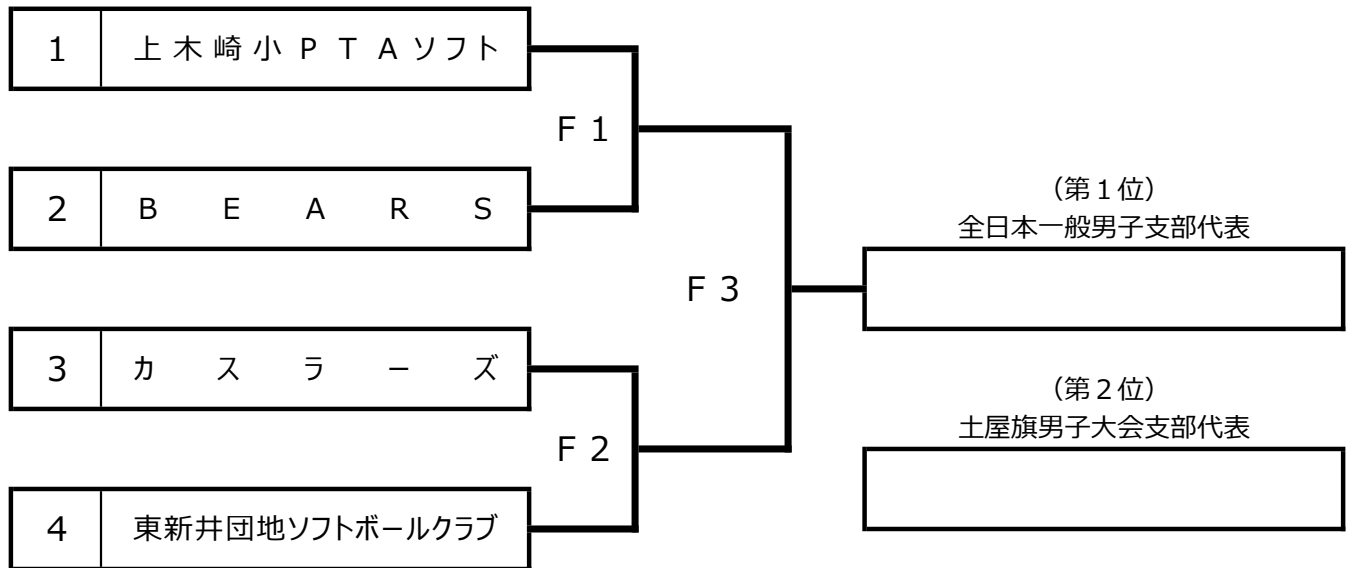 1 上木崎小ＰＴＡソフト
Ｆ１
2 ＢＥＡＲＳ
（第１位）
全日本一般男子支部代表
Ｆ３
3 カスラーズ
（第２位）
土屋旗男子大会支部代表
Ｆ２
4 東新井団地ソフトボールクラブ